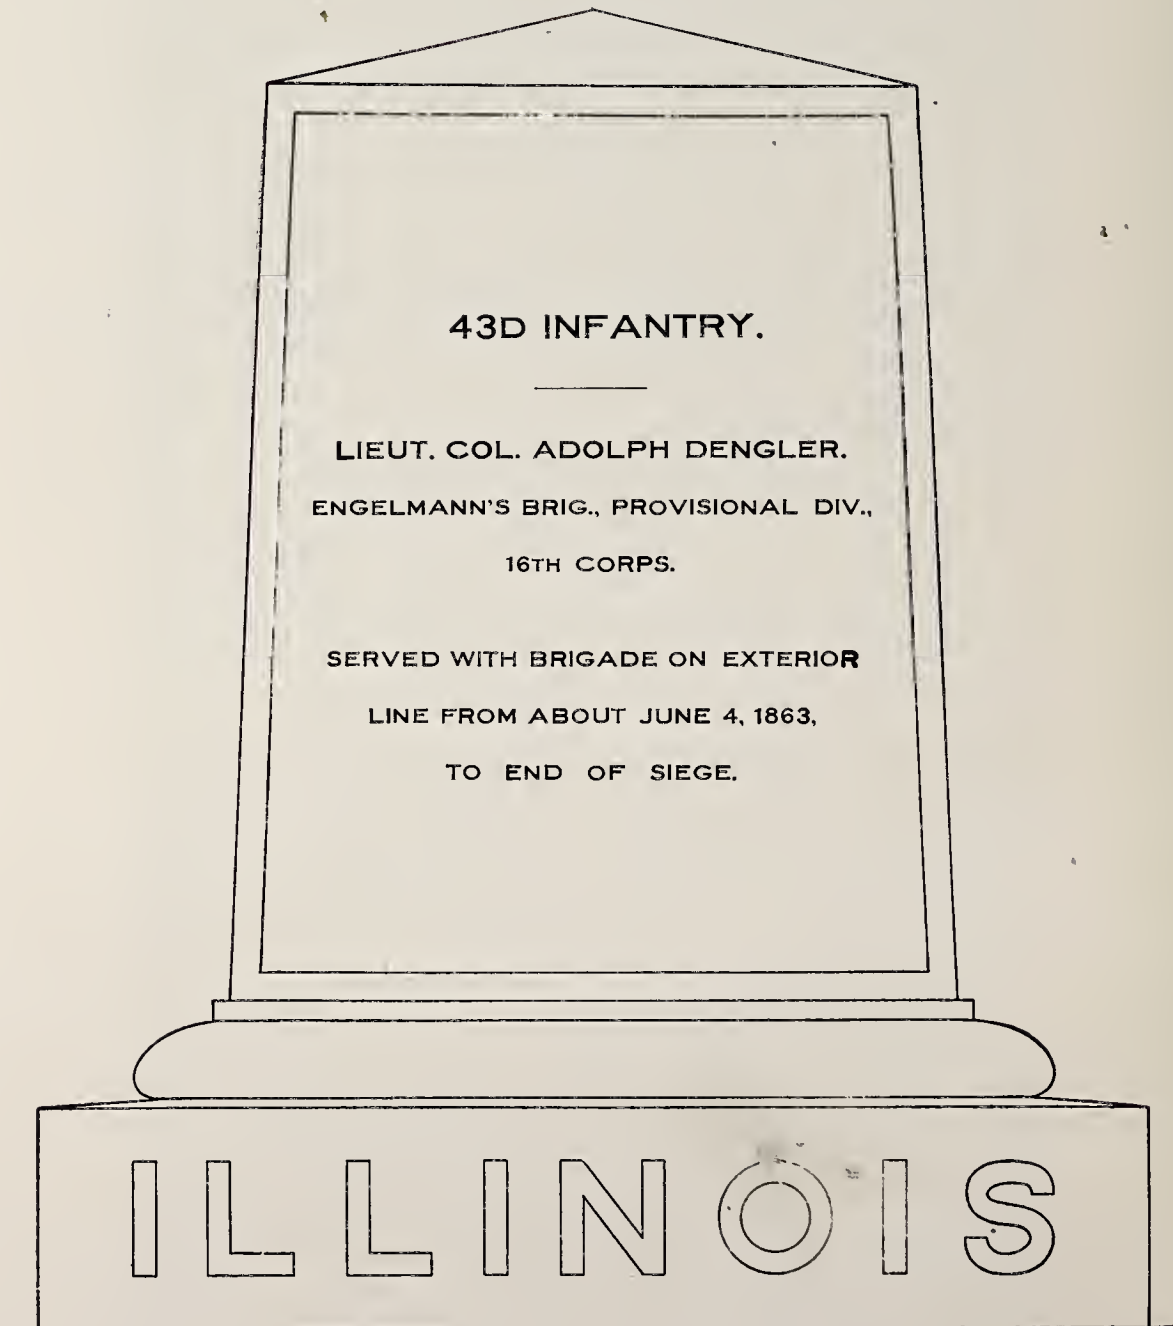 43D INFANTRY.
LIEUT. COL. ADOLPH DENGLER.
ENGELMANN'S BRIG., PROVISIONAL DIV.,
16TH CORPS.
SERVED WITH BRIGADE ON EXTERIOR
LINE FROM ABOUT JUNE 4, 1863,
TO END OF SIEGE.
ILLINOIS